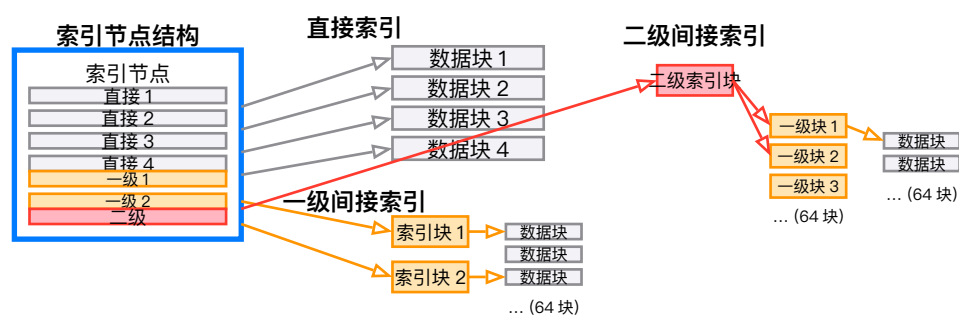 索引节点结构
索引节点
直接 1
直接 2
直接 3
直接 4
一级 1
一级 2
二级
直接索引
数据块 1
数据块 2
数据块 3
数据块 4
一级间接索引
索引块 1
索引块 2
数据块
数据块
数据块
... (64 块)
二级间接索引
二级索引块
一级块 1
一级块 2
一级块 3
... (64 块)
数据块
数据块
... (64 块)